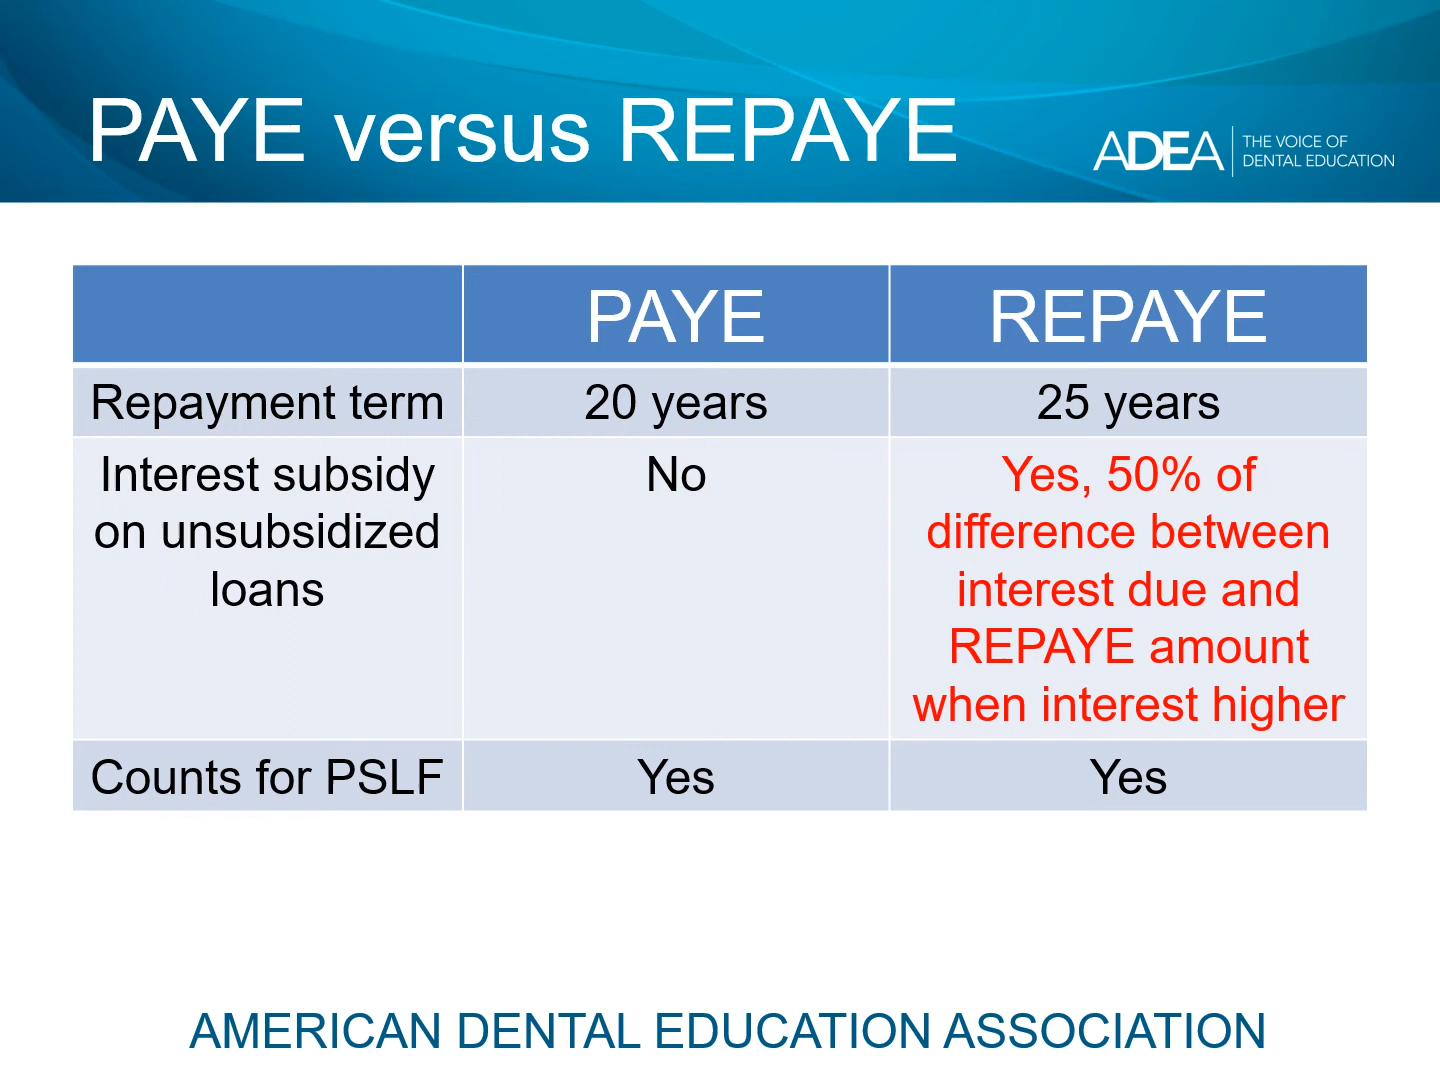 PAYE versus REPAYE
ADEA
THE VOICE OF
DENTAL EDUCATION
PAYE REPAYE
Repayment term 20 years 25 years
Interest subsidy
on unsubsidized
loans
No
Yes, 50% of
difference between
interest due and
REPAYE amount
when interest higher
Counts for PSLF Yes Yes
AMERICAN DENTAL EDUCATION ASSOCIATION